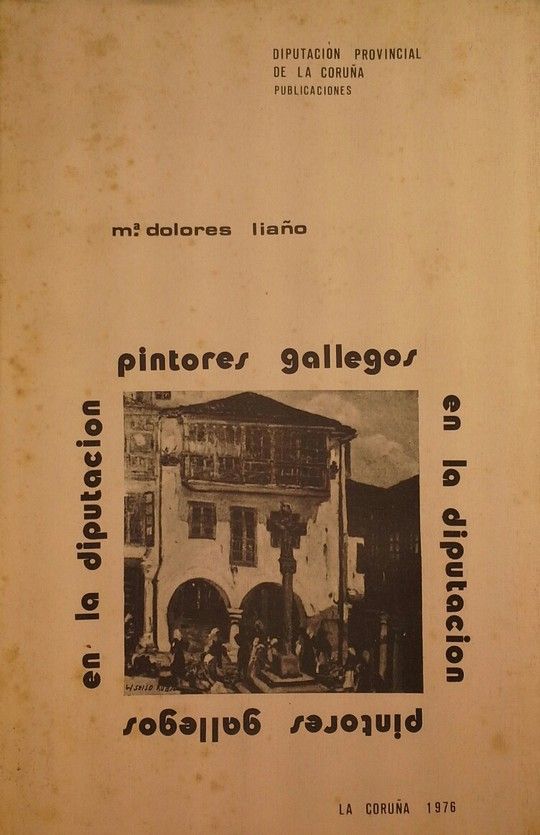 DIPUTACIÓN PROVINCIAL
DE LA CORUÑA
PUBLICACIONES
mª dolores liaño
pintores gallegos
en la diputacion
pintores gallegos
en la diputacion
LA CORUÑA 1976